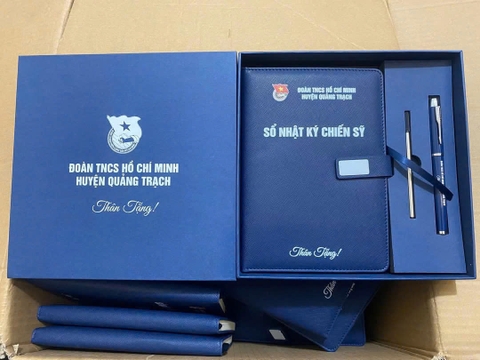 ĐOÀN TNCS HỒ CHÍ MINH
HUYỆN QUẢNG TRẠCH
Thân Tặng!
ĐOÀN TNCS HỒ CHÍ MINH
HUYỆN QUẢNG TRẠCH
SỔ NHẬT KÝ CHIẾN SỸ
Thân Tặng!